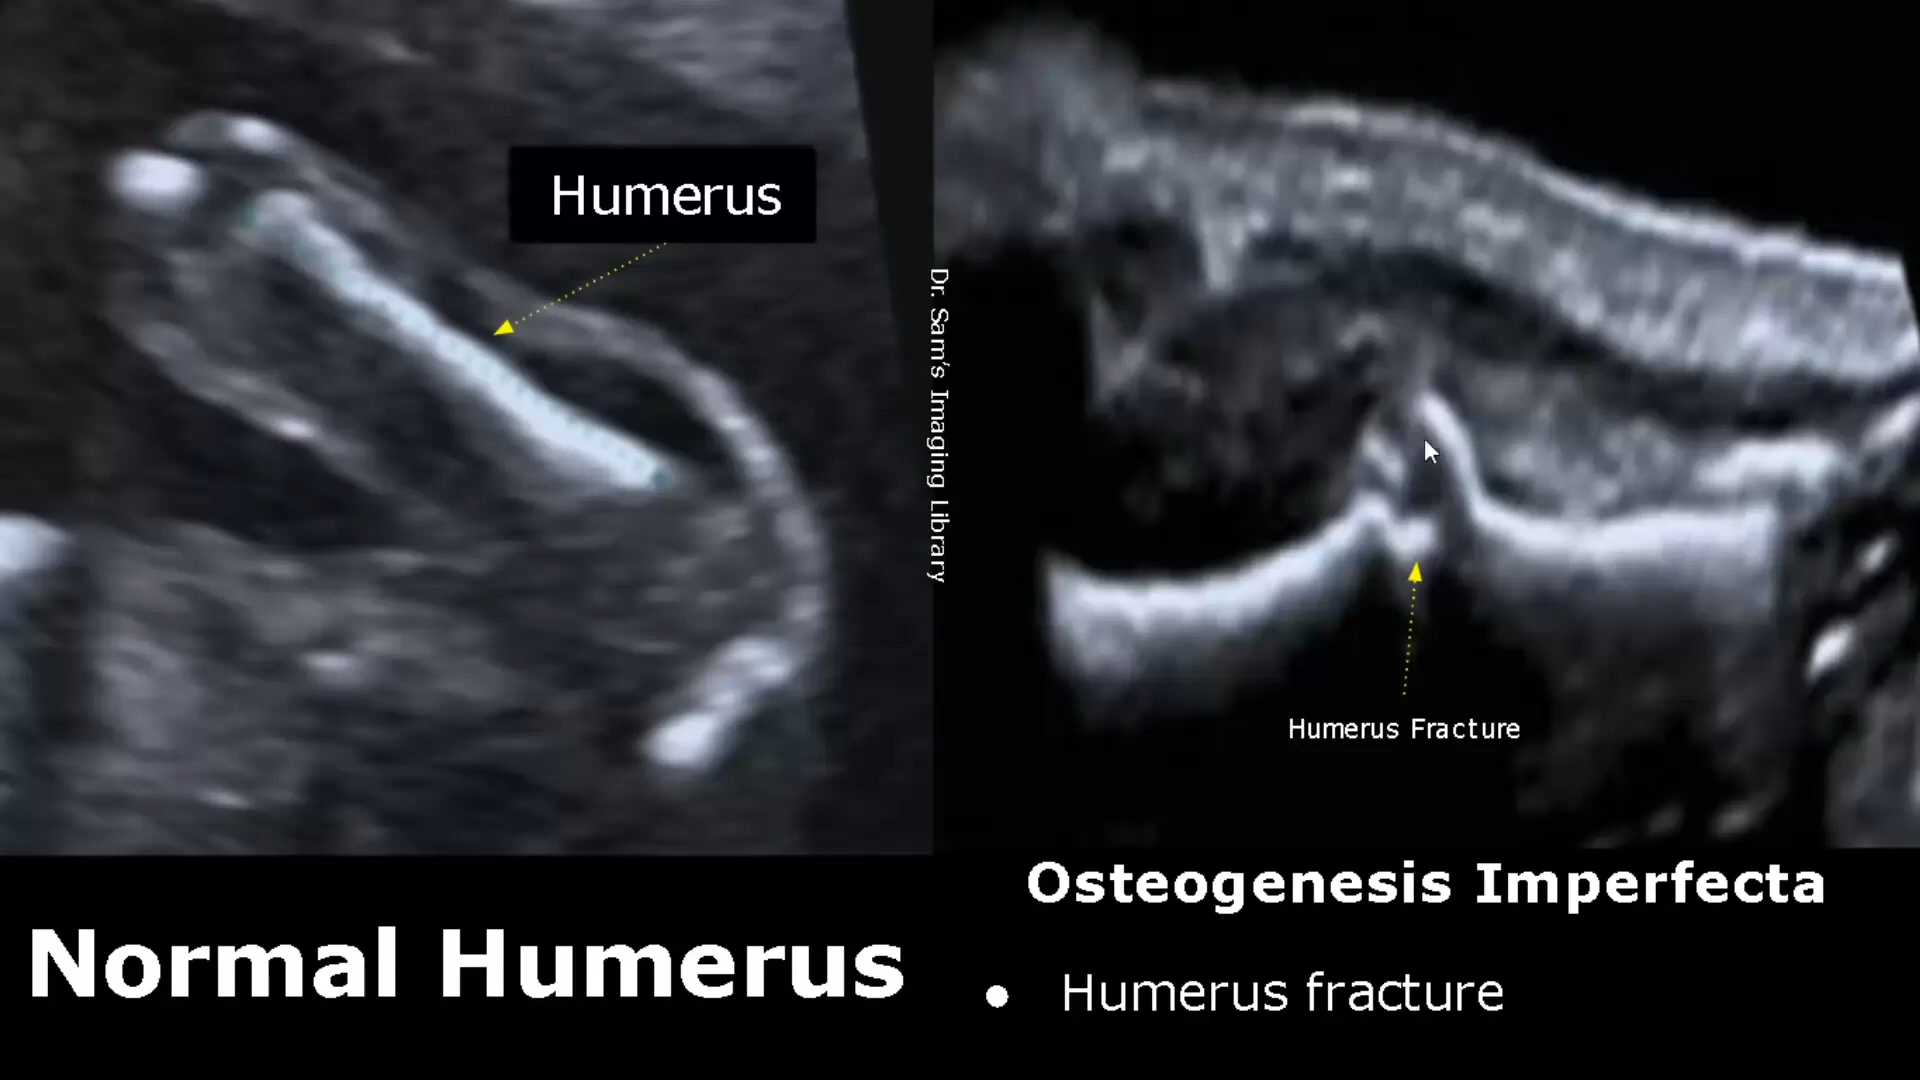 Humerus
Dr. Sam's Imaging Library
Humerus Fracture
Normal Humerus
Osteogenesis Imperfecta
● Humerus fracture